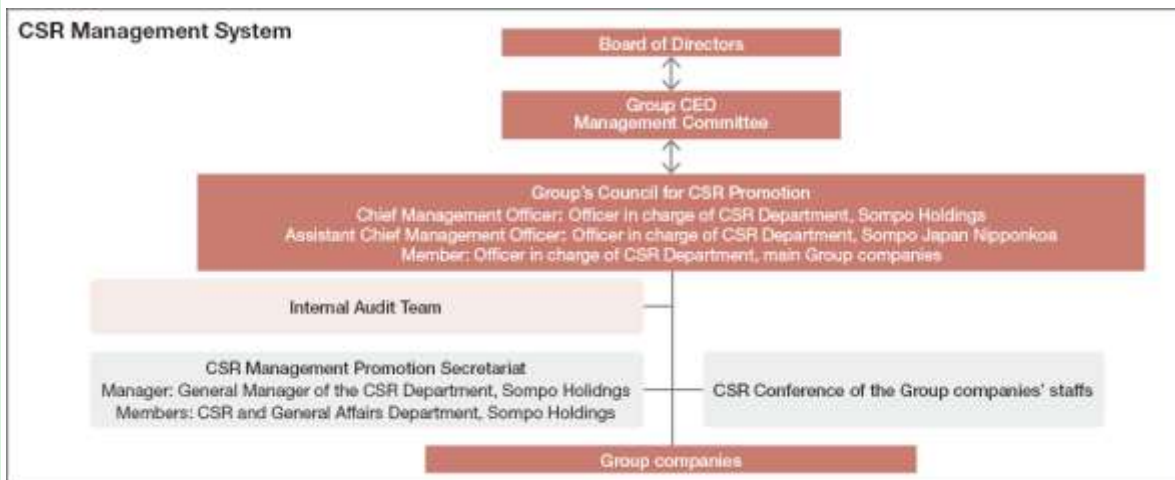 CSR Management System
Board of Directors
Group CEO
Management Committee
Group's Council for CSR Promotion
Chief Management Officer: Officer in charge of CSR Department, Sompo Holdings
Assistant Chief Management Officer: Officer in charge of CSR Department, Sompo Japan Nipponkoa
Member: Officer in charge of CSR Department, main Group companies
Internal Audit Team
CSR Management Promotion Secretariat
Manager: General Manager of the CSR Department, Sompo Holidngs
Members: CSR and General Affairs Department, Sompo Holdings
CSR Conference of the Group companies' staffs
Group companies